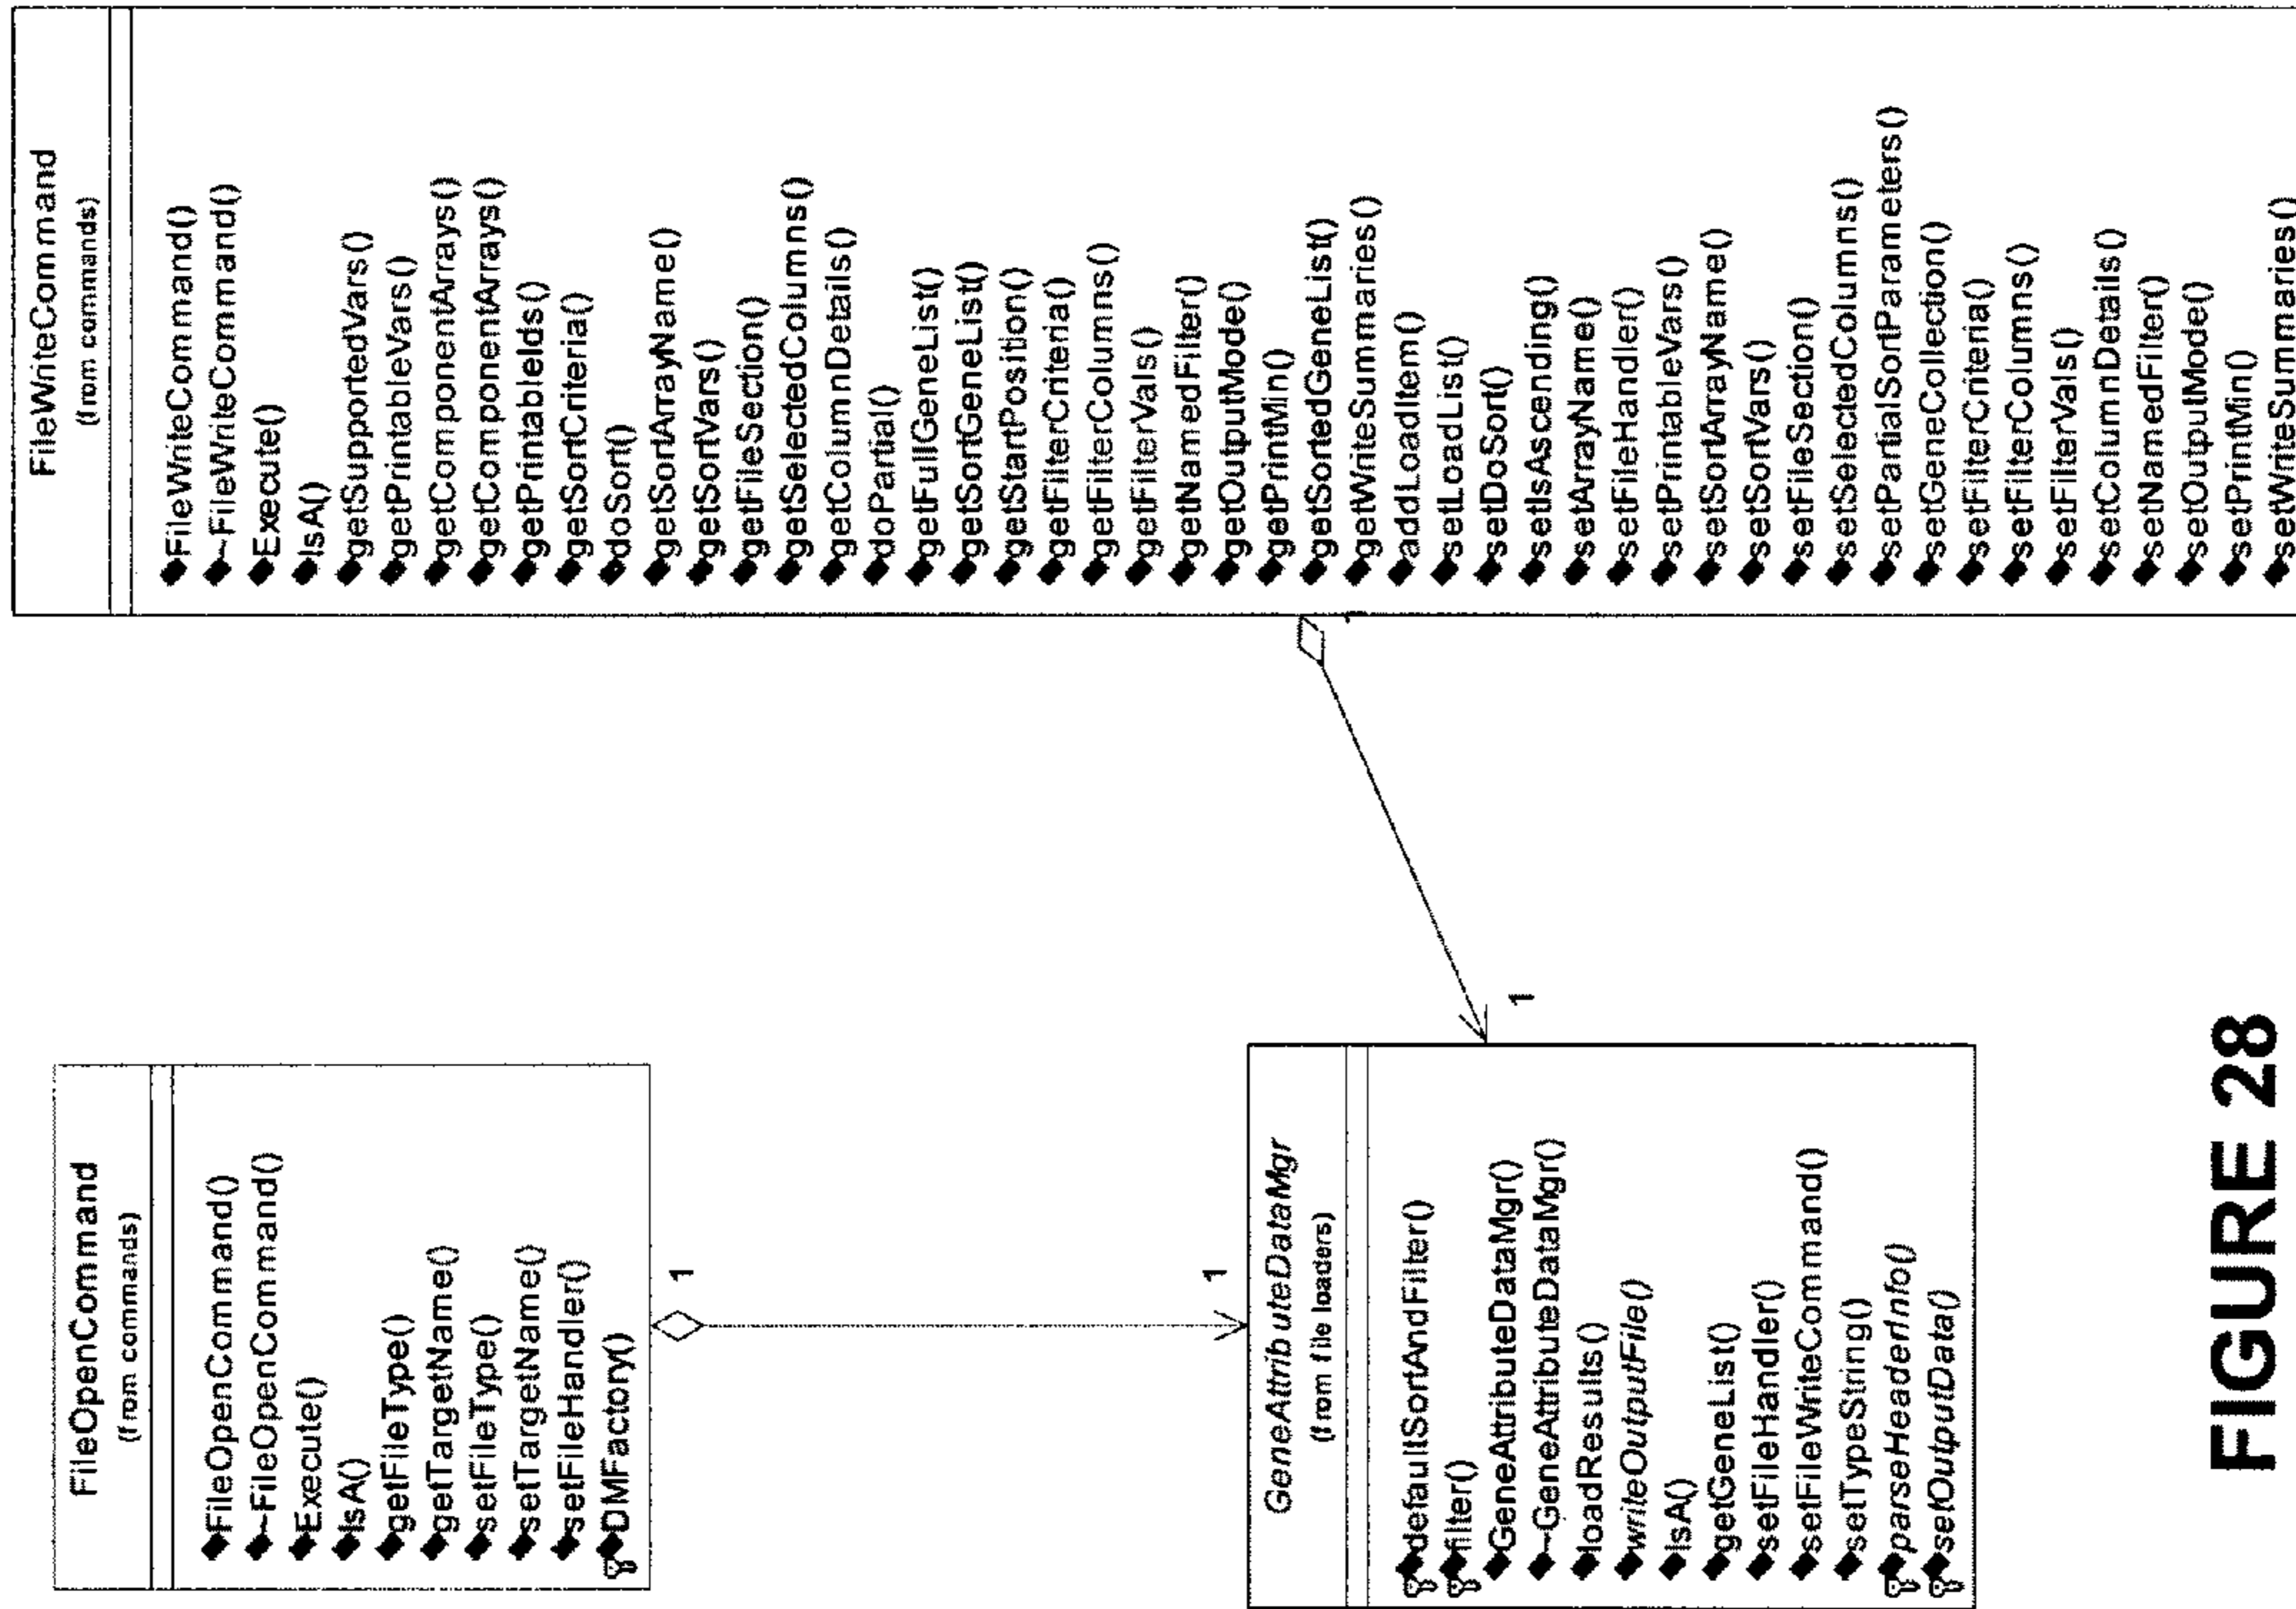 FileOpenCommand
(from commands)
FileOpenCommand()
~FileOpenCommand()
Execute()
IsA()
getFileType()
getTargetName()
setFileType()
setTargetName()
setFileHandler()
DMFactory()
1
1
GeneAttributeDataMgr
(from file loaders)
defaultSortAndFilter()
filter()
GeneAttributeDataMgr()
~GeneAttributeDataMgr()
loadResults()
writeOutputFile()
IsA()
getGeneList()
setFileHandler()
setFileWriteCommand()
setTypeString()
parseHeaderInfo()
setOutputData()
1
FileWriteCommand
(from commands)
FileWriteCommand()
~FileWriteCommand()
Execute()
IsA()
getSupportedVars()
getPrintableVars()
getComponentArrays()
getComponentArrays()
getPrintableIds()
getSortCriteria()
doSort()
getSortArrayName()
getSortVars()
getFileSection()
getSelectedColumns()
getColumnDetails()
doPartial()
getFullGeneList()
getSortGeneList()
getStartPosition()
getFilterCriteria()
getFilterColumns()
getFilterVals()
getNamedFilter()
getOutputMode()
getPrintMin()
getSortedGeneList()
getWriteSummaries()
addLoadItem()
setLoadList()
setDoSort()
setIsAscending()
setArrayName()
setFileHandler()
setPrintableVars()
setSortArrayName()
setSortVars()
setFileSection()
setSelectedColumns()
setPartialSortParameters()
setGeneCollection()
setFilterCriteria()
setFilterColumns()
setFilterVals()
setColumnDetails()
setNamedFilter()
setOutputMode()
setPrintMin()
setWriteSummaries()
FIGURE 28